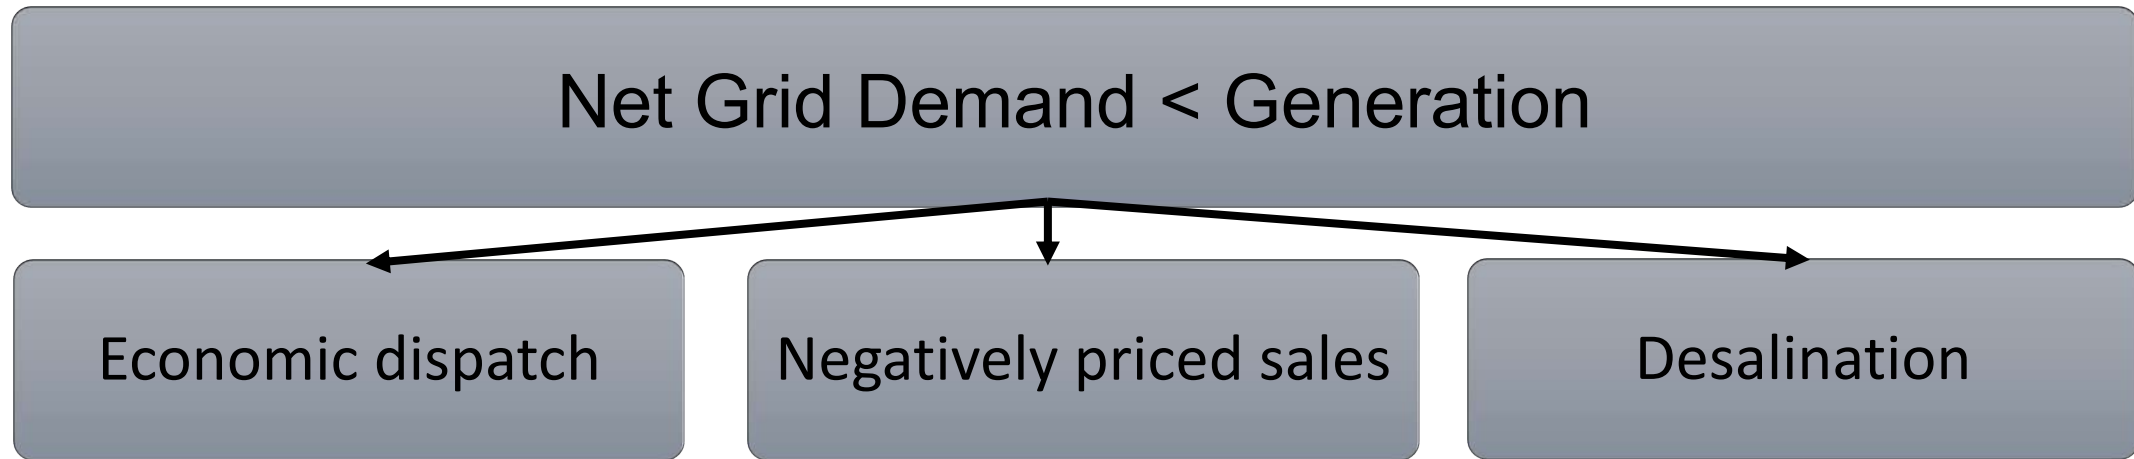 Net Grid Demand < Generation
Economic dispatch
Negatively priced sales
Desalination